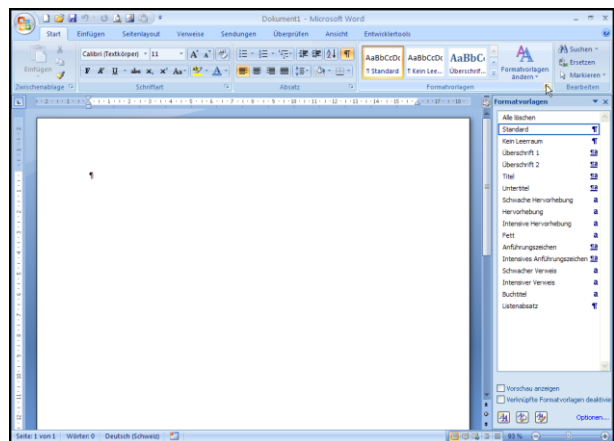 Dokument1 - Microsoft Word
Start Einfügen Seitenlayout Verweise Sendungen Überprüfen Ansicht Entwicklertools
Calibri (Textkörper) 11
AaBbCcDc AaBbCcDc AaBbC
Einfügen
F K U abe x, x² Aa A
¶ Standard ¶ Kein Lee... Überschrif...
Formatvorlagen ändern
Suchen
Ersetzen
Markieren
Zwischenablage Schriftart Absatz Formatvorlagen Bearbeiten
Formatvorlagen
Alle löschen
Standard ¶
Kein Leerraum ¶
Überschrift 1 ¶a
Überschrift 2 ¶a
Titel ¶a
Untertitel ¶a
Schwache Hervorhebung a
Hervorhebung a
Intensive Hervorhebung a
Fett a
Anführungszeichen ¶a
Intensives Anführungszeichen ¶a
Schwacher Verweis a
Intensiver Verweis a
Buchtitel a
Listenabsatz ¶
¶
Vorschau anzeigen
Verknüpfte Formatvorlagen deaktivie
Optionen...
Seite: 1 von 1 Wörter: 0 Deutsch (Schweiz) 93 %